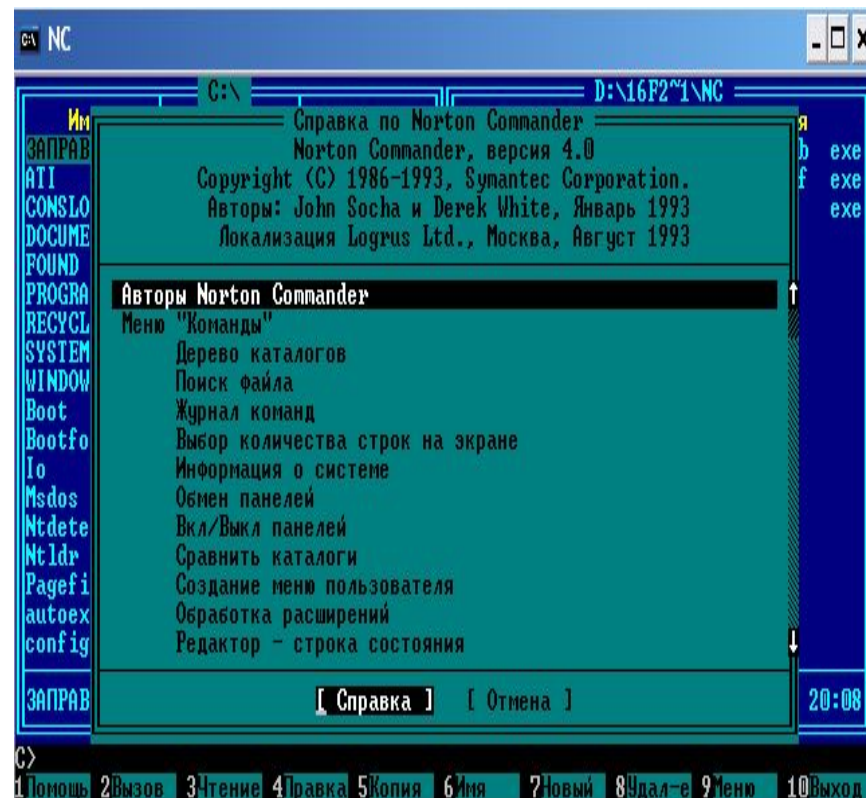 NC
C:\ D:\16F2~1\NC
Им Справка по Norton Commander я
ЗАПРАВ Norton Commander, версия 4.0 b exe
ATI Copyright (C) 1986-1993, Symantec Corporation. f exe
CONSLO Авторы: John Socha и Derek White, Январь 1993 exe
DOCUME Локализация Logrus Ltd., Москва, Август 1993
FOUND
PROGRA Авторы Norton Commander
RECYCL Меню "Команды"
SYSTEM Дерево каталогов
WINDOW Поиск файла
Boot Журнал команд
Bootfo Выбор количества строк на экране
Io Информация о системе
Msdos Обмен панелей
Ntdete Вкл/Выкл панелей
Ntldr Сравнить каталоги
Pagefi Создание меню пользователя
autoex Обработка расширений
config Редактор - строка состояния
ЗАПРАВ [ Справка ] [ Отмена ] 20:08
C>
1Помощь 2Вызов 3Чтение 4Правка 5Копия 6Имя 7Новый 8Удал-е 9Меню 10Выход